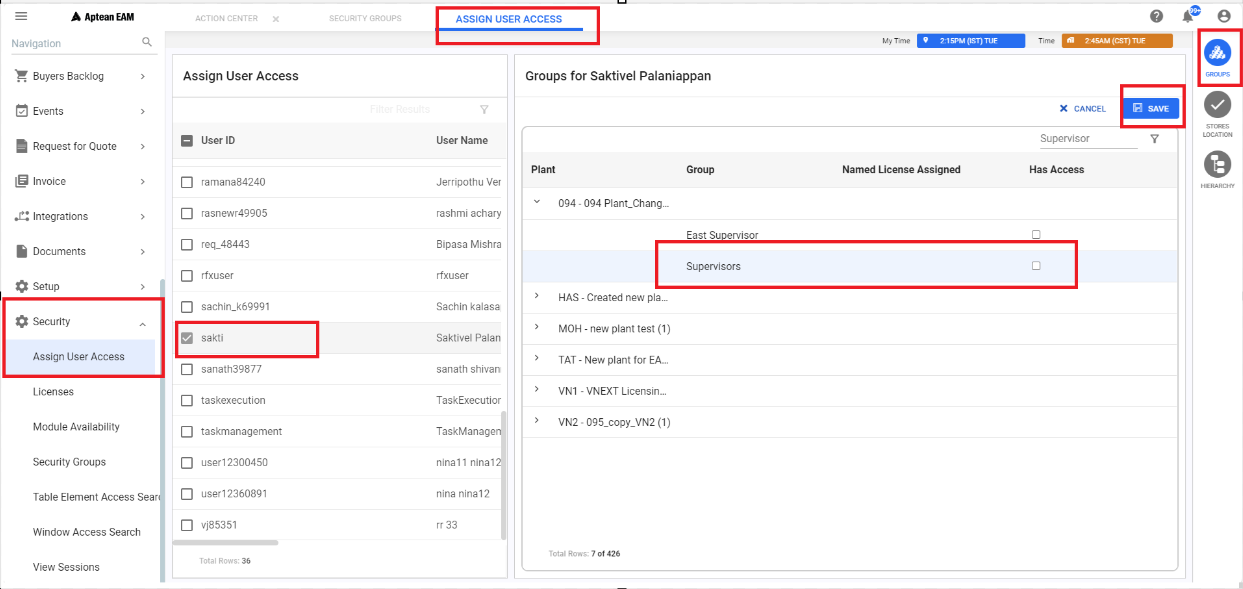 Aptean EAM
ACTION CENTER
SECURITY GROUPS
ASSIGN USER ACCESS
99+
Navigation
My Time 2:15PM (IST) TUE Time 2:45AM (CST) TUE
Buyers Backlog
Events
Request for Quote
Invoice
Integrations
Documents
Setup
Security
Assign User Access
Licenses
Module Availability
Security Groups
Table Element Access Sear
Window Access Search
View Sessions
Assign User Access
Filter Results
User ID User Name
ramana84240 Jerripothu Ver
rasnewr49905 rashmi achary
req_48443 Bipasa Mishra
rfxuser rfxuser
sachin_k69991 Sachin kalasa
sakti Saktivel Palan
sanath39877 sanath shivan
taskexecution TaskExecution
taskmanagement TaskManagem
user12300450 nina11 nina12
user12360891 nina nina12
vj85351 rr 33
Total Rows: 36
Groups for Saktivel Palaniappan
CANCEL SAVE
Supervisor
Plant Group Named License Assigned Has Access
094 - 094 Plant_Chang...
East Supervisor
Supervisors
HAS - Created new pla...
MOH - new plant test (1)
TAT - New plant for EA...
VN1 - VNEXT Licensin...
VN2 - 095_copy_VN2 (1)
Total Rows: 7 of 426
GROUPS
STORES
LOCATION
HIERARCHY